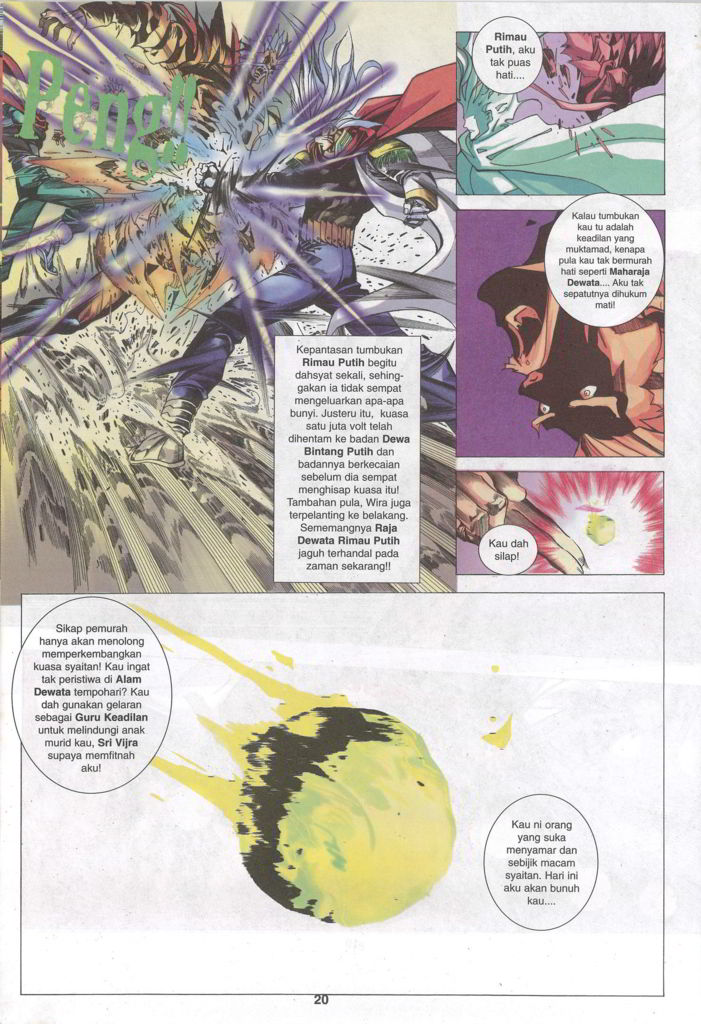 Peng!!
Rimau
Putih, aku
tak puas
hati....
Kalau tumbukan
kau tu adalah
keadilan yang
muktamad, kenapa
pula kau tak bermurah
hati seperti Maharaja
Dewata.... Aku tak
sepatutnya dihukum
mati!
Kepantasan tumbukan
Rimau Putih begitu
dahsyat sekali, sehing-
gakan ia tidak sempat
mengeluarkan apa-apa
bunyi. Justeru itu, kuasa
satu juta volt telah
dihentam ke badan Dewa
Bintang Putih dan
badannya berkecaian
sebelum dia sempat
menghisap kuasa itu!
Tambahan pula, Wira juga
terpelanting ke belakang.
Sememangnya Raja
Dewata Rimau Putih
jaguh terhandal pada
zaman sekarang!!
Kau dah
silap!
Sikap pemurah
hanya akan menolong
memperkembangkan
kuasa syaitan! Kau ingat
tak peristiwa di Alam
Dewata tempohari? Kau
dah gunakan gelaran
sebagai Guru Keadilan
untuk melindungi anak
murid kau, Sri Vijra
supaya memfitnah
aku!
Kau ni orang
yang suka
menyamar dan
sebijik macam
syaitan. Hari ini
aku akan bunuh
kau....
20